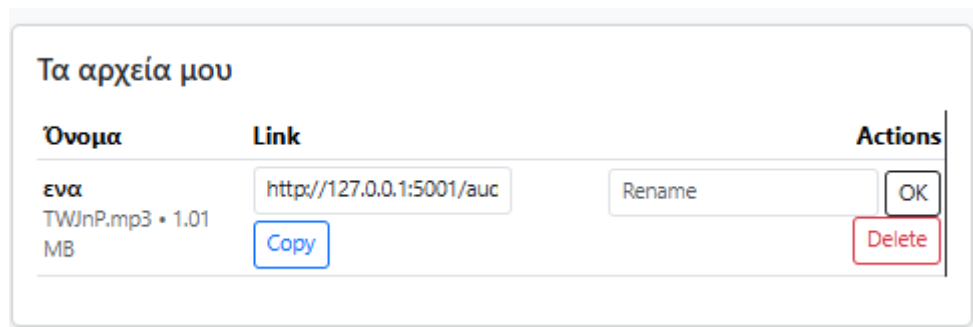 Τα αρχεία μου
Όνομα Link Actions
ενα http://127.0.0.1:5001/auc Rename OK
TWJnP.mp3 • 1.01
MB Copy Delete